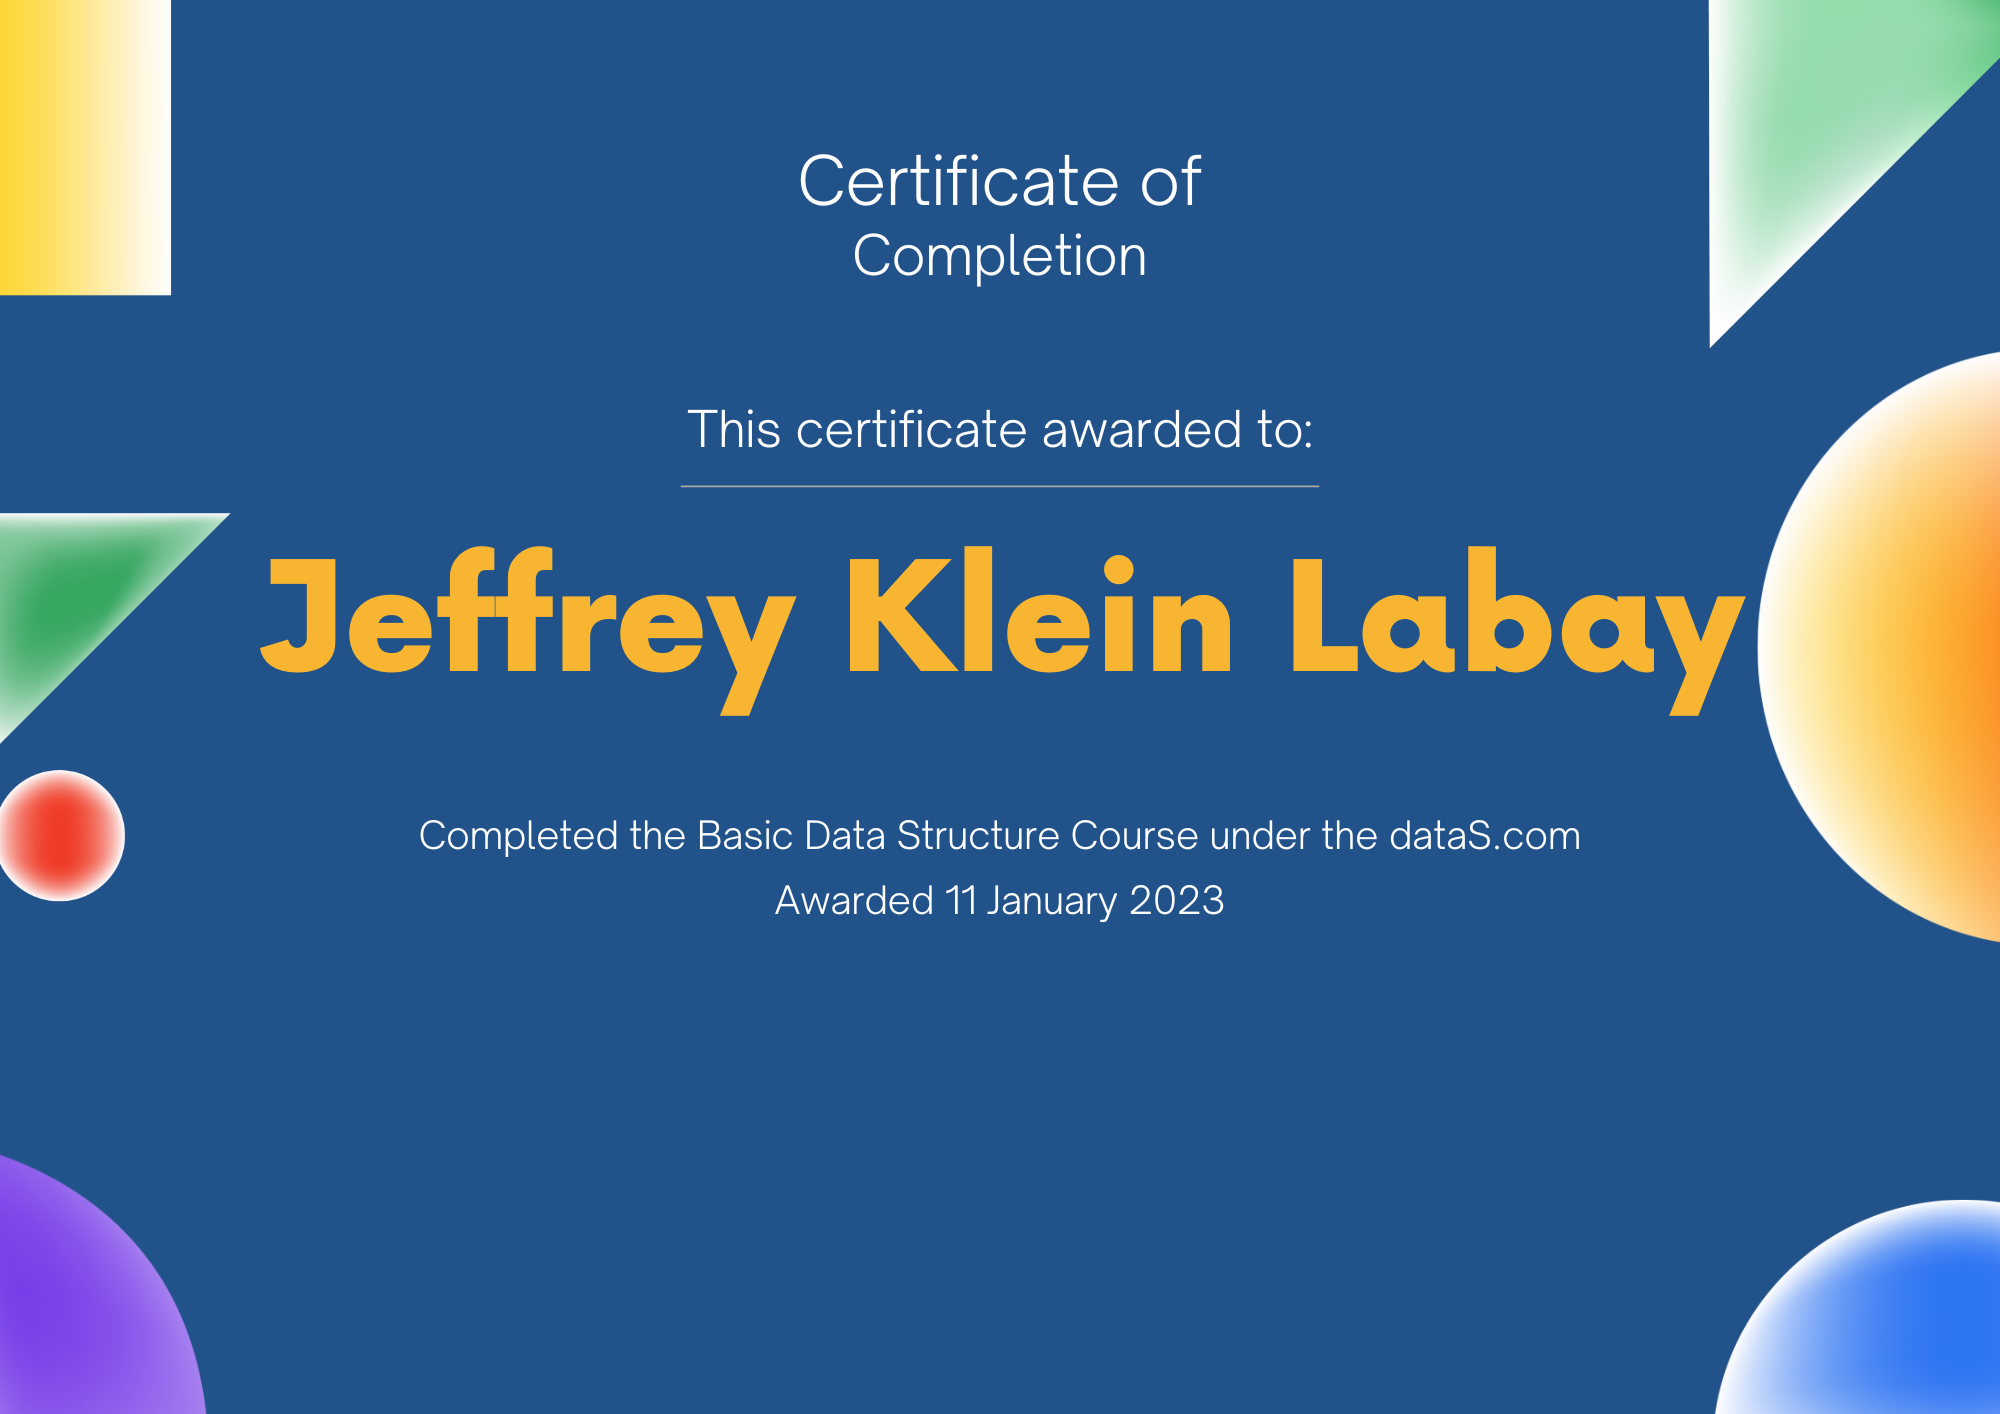 Certificate of
Completion
This certificate awarded to:
Jeffrey Klein Labay
Completed the Basic Data Structure Course under the dataS.com
Awarded 11 January 2023